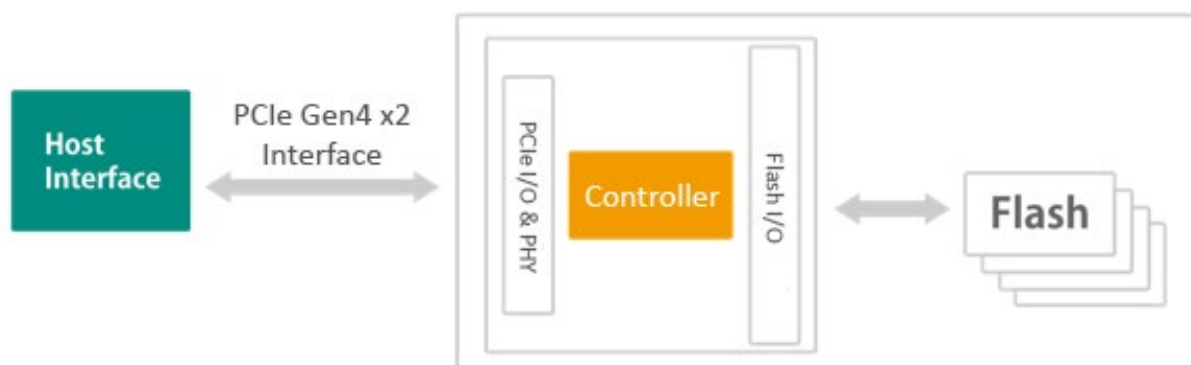 Host
Interface
PCIe Gen4 x2
Interface
PCIe I/O & PHY
Controller
Flash I/O
Flash